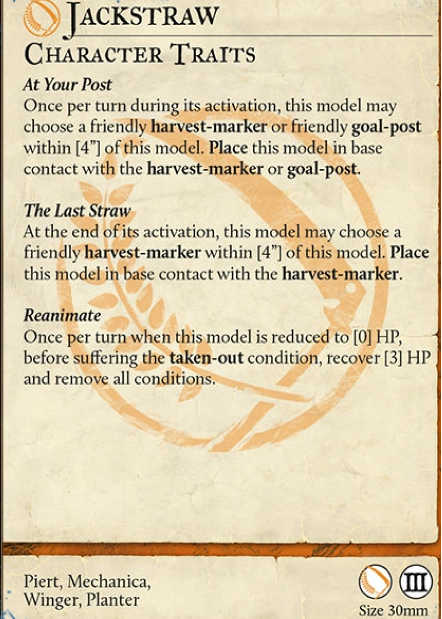 Jackstraw
Character Traits
At Your Post
Once per turn during its activation, this model may
choose a friendly harvest-marker or friendly goal-post
within [4"] of this model. Place this model in base
contact with the harvest-marker or goal-post.
The Last Straw
At the end of its activation, this model may choose a
friendly harvest-marker within [4"] of this model. Place
this model in base contact with the harvest-marker.
Reanimate
Once per turn when this model is reduced to [0] HP,
before suffering the taken-out condition, recover [3] HP
and remove all conditions.
Piert, Mechanica,
Winger, Planter
III
Size 30mm